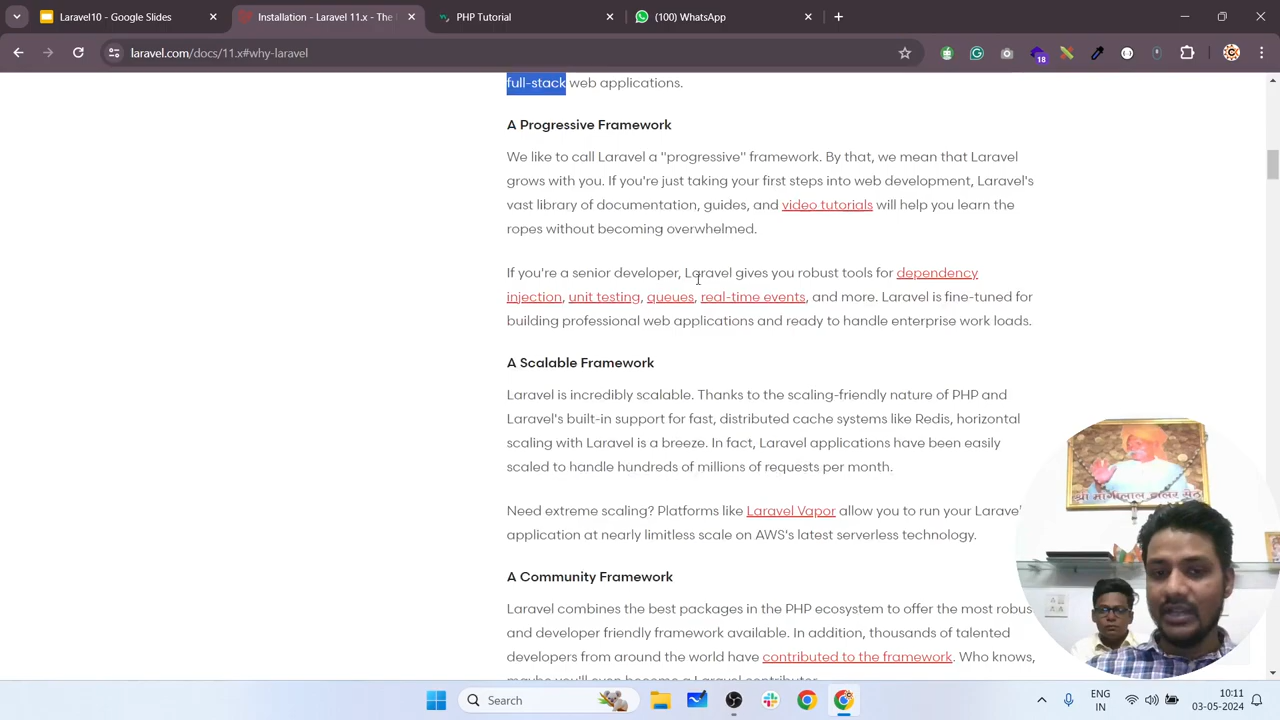 Laravel10 - Google Slides
Installation - Laravel 11.x - The
PHP Tutorial
(100) WhatsApp
laravel.com/docs/11.x#why-laravel
18
full-stack web applications.
A Progressive Framework
We like to call Laravel a "progressive" framework. By that, we mean that Laravel
grows with you. If you're just taking your first steps into web development, Laravel's
vast library of documentation, guides, and video tutorials will help you learn the
ropes without becoming overwhelmed.
If you're a senior developer, Laravel gives you robust tools for dependency
injection, unit testing, queues, real-time events, and more. Laravel is fine-tuned for
building professional web applications and ready to handle enterprise work loads.
A Scalable Framework
Laravel is incredibly scalable. Thanks to the scaling-friendly nature of PHP and
Laravel's built-in support for fast, distributed cache systems like Redis, horizontal
scaling with Laravel is a breeze. In fact, Laravel applications have been easily
scaled to handle hundreds of millions of requests per month.
Need extreme scaling? Platforms like Laravel Vapor allow you to run your Laravel
application at nearly limitless scale on AWS's latest serverless technology.
A Community Framework
Laravel combines the best packages in the PHP ecosystem to offer the most robus
and developer friendly framework available. In addition, thousands of talented
developers from around the world have contributed to the framework. Who knows,
maybe you'll even become a Laravel contributor.
Search
ENG
IN
10:11
03-05-2024